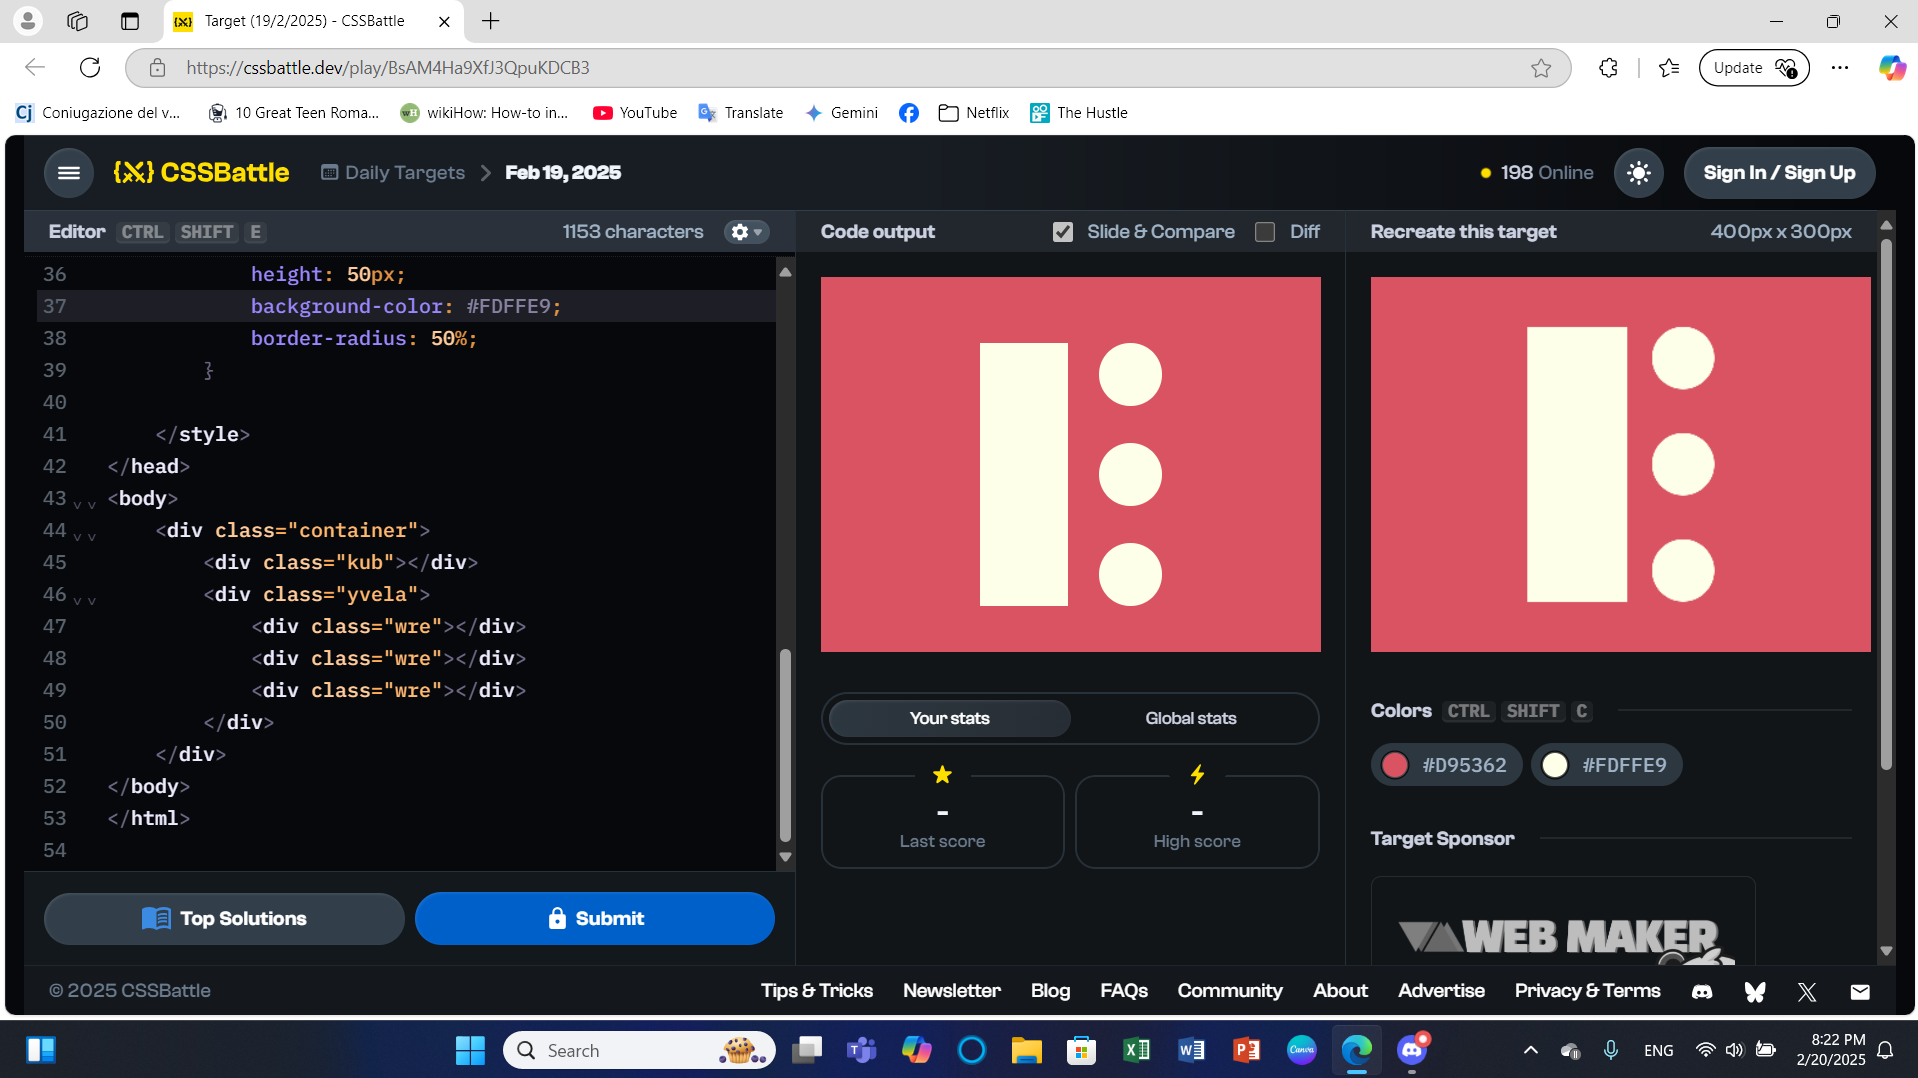 Target (19/2/2025) - CSSBattle
https://cssbattle.dev/play/BsAM4Ha9XfJ3QpuKDCB3
Update
Cj Coniugazione del v...
10 Great Teen Roma...
wH wikiHow: How-to in...
YouTube
Translate
Gemini
Netflix
The Hustle
CSSBattle
Daily Targets
Feb 19, 2025
198 Online
Sign In / Sign Up
Editor CTRL SHIFT E
1153 characters
36 height: 50px;
37 background-color: #FDFFE9;
38 border-radius: 50%;
39 }
40
41 </style>
42 </head>
43 <body>
44 <div class="container">
45 <div class="kub"></div>
46 <div class="yvela">
47 <div class="wre"></div>
48 <div class="wre"></div>
49 <div class="wre"></div>
50 </div>
51 </div>
52 </body>
53 </html>
54
Top Solutions
Submit
Code output
Slide & Compare
Diff
Your stats
Global stats
-
Last score
-
High score
Recreate this target
400px x 300px
Colors CTRL SHIFT C
#D95362
#FDFFE9
Target Sponsor
WEB MAKER
© 2025 CSSBattle
Tips & Tricks
Newsletter
Blog
FAQs
Community
About
Advertise
Privacy & Terms
Search
Canva
ENG
8:22 PM
2/20/2025